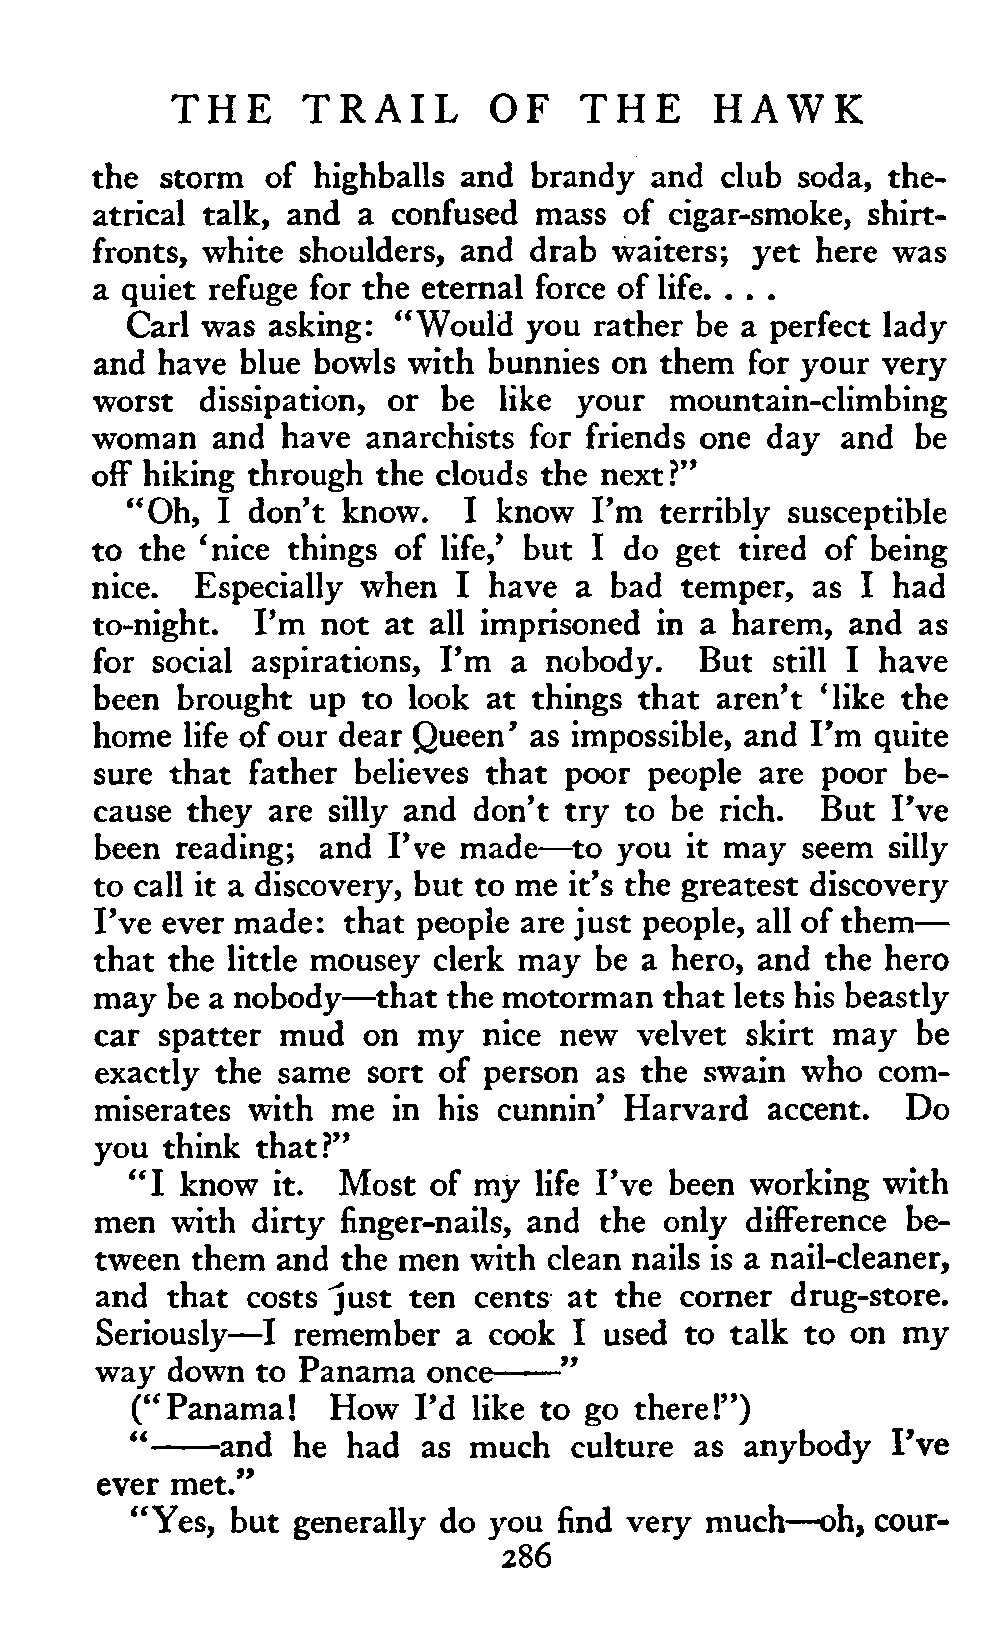 THE TRAIL OF THE HAWK
the storm of highballs and brandy and club soda, the-
atrical talk, and a confused mass of cigar-smoke, shirt-
fronts, white shoulders, and drab waiters; yet here was
a quiet refuge for the eternal force of life. . . .
Carl was asking: “Would you rather be a perfect lady
and have blue bowls with bunnies on them for your very
worst dissipation, or be like your mountain-climbing
woman and have anarchists for friends one day and be
off hiking through the clouds the next?”
“Oh, I don’t know. I know I’m terribly susceptible
to the ‘nice things of life,’ but I do get tired of being
nice. Especially when I have a bad temper, as I had
to-night. I’m not at all imprisoned in a harem, and as
for social aspirations, I’m a nobody. But still I have
been brought up to look at things that aren’t ‘like the
home life of our dear Queen’ as impossible, and I’m quite
sure that father believes that poor people are poor be-
cause they are silly and don’t try to be rich. But I’ve
been reading; and I’ve made—to you it may seem silly
to call it a discovery, but to me it’s the greatest discovery
I’ve ever made: that people are just people, all of them—
that the little mousey clerk may be a hero, and the hero
may be a nobody—that the motorman that lets his beastly
car spatter mud on my nice new velvet skirt may be
exactly the same sort of person as the swain who com-
miserates with me in his cunnin’ Harvard accent. Do
you think that?”
“I know it. Most of my life I’ve been working with
men with dirty finger-nails, and the only difference be-
tween them and the men with clean nails is a nail-cleaner,
and that costs just ten cents at the corner drug-store.
Seriously—I remember a cook I used to talk to on my
way down to Panama once——”
(“Panama! How I’d like to go there!”)
“——and he had as much culture as anybody I’ve
ever met.”
“Yes, but generally do you find very much—oh, cour-
286